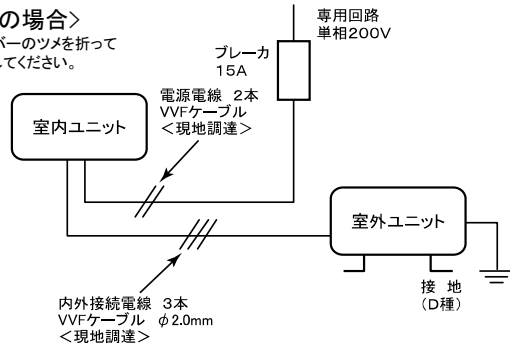 の場合>
バーのツメを折って
てください。
専用回路
単相200V
ブレーカ
15A
電源電線 2本
VVFケーブル
<現地調達>
室内ユニット
室外ユニット
接 地
(D種)
内外接続電線 3本
VVFケーブル φ2.0mm
<現地調達>